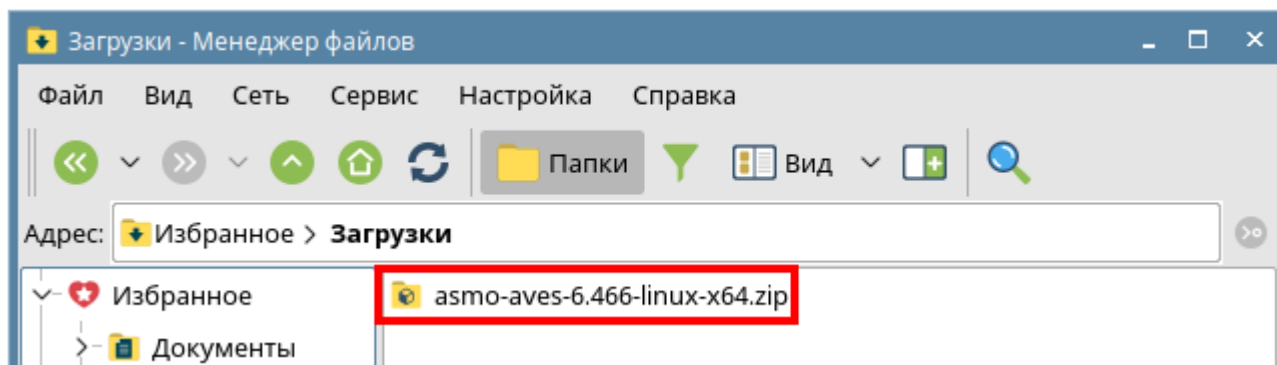 Загрузки - Менеджер файлов
Файл Вид Сеть Сервис Настройка Справка
Папки Вид
Адрес: Избранное > Загрузки
Избранное asmo-aves-6.466-linux-x64.zip
Документы